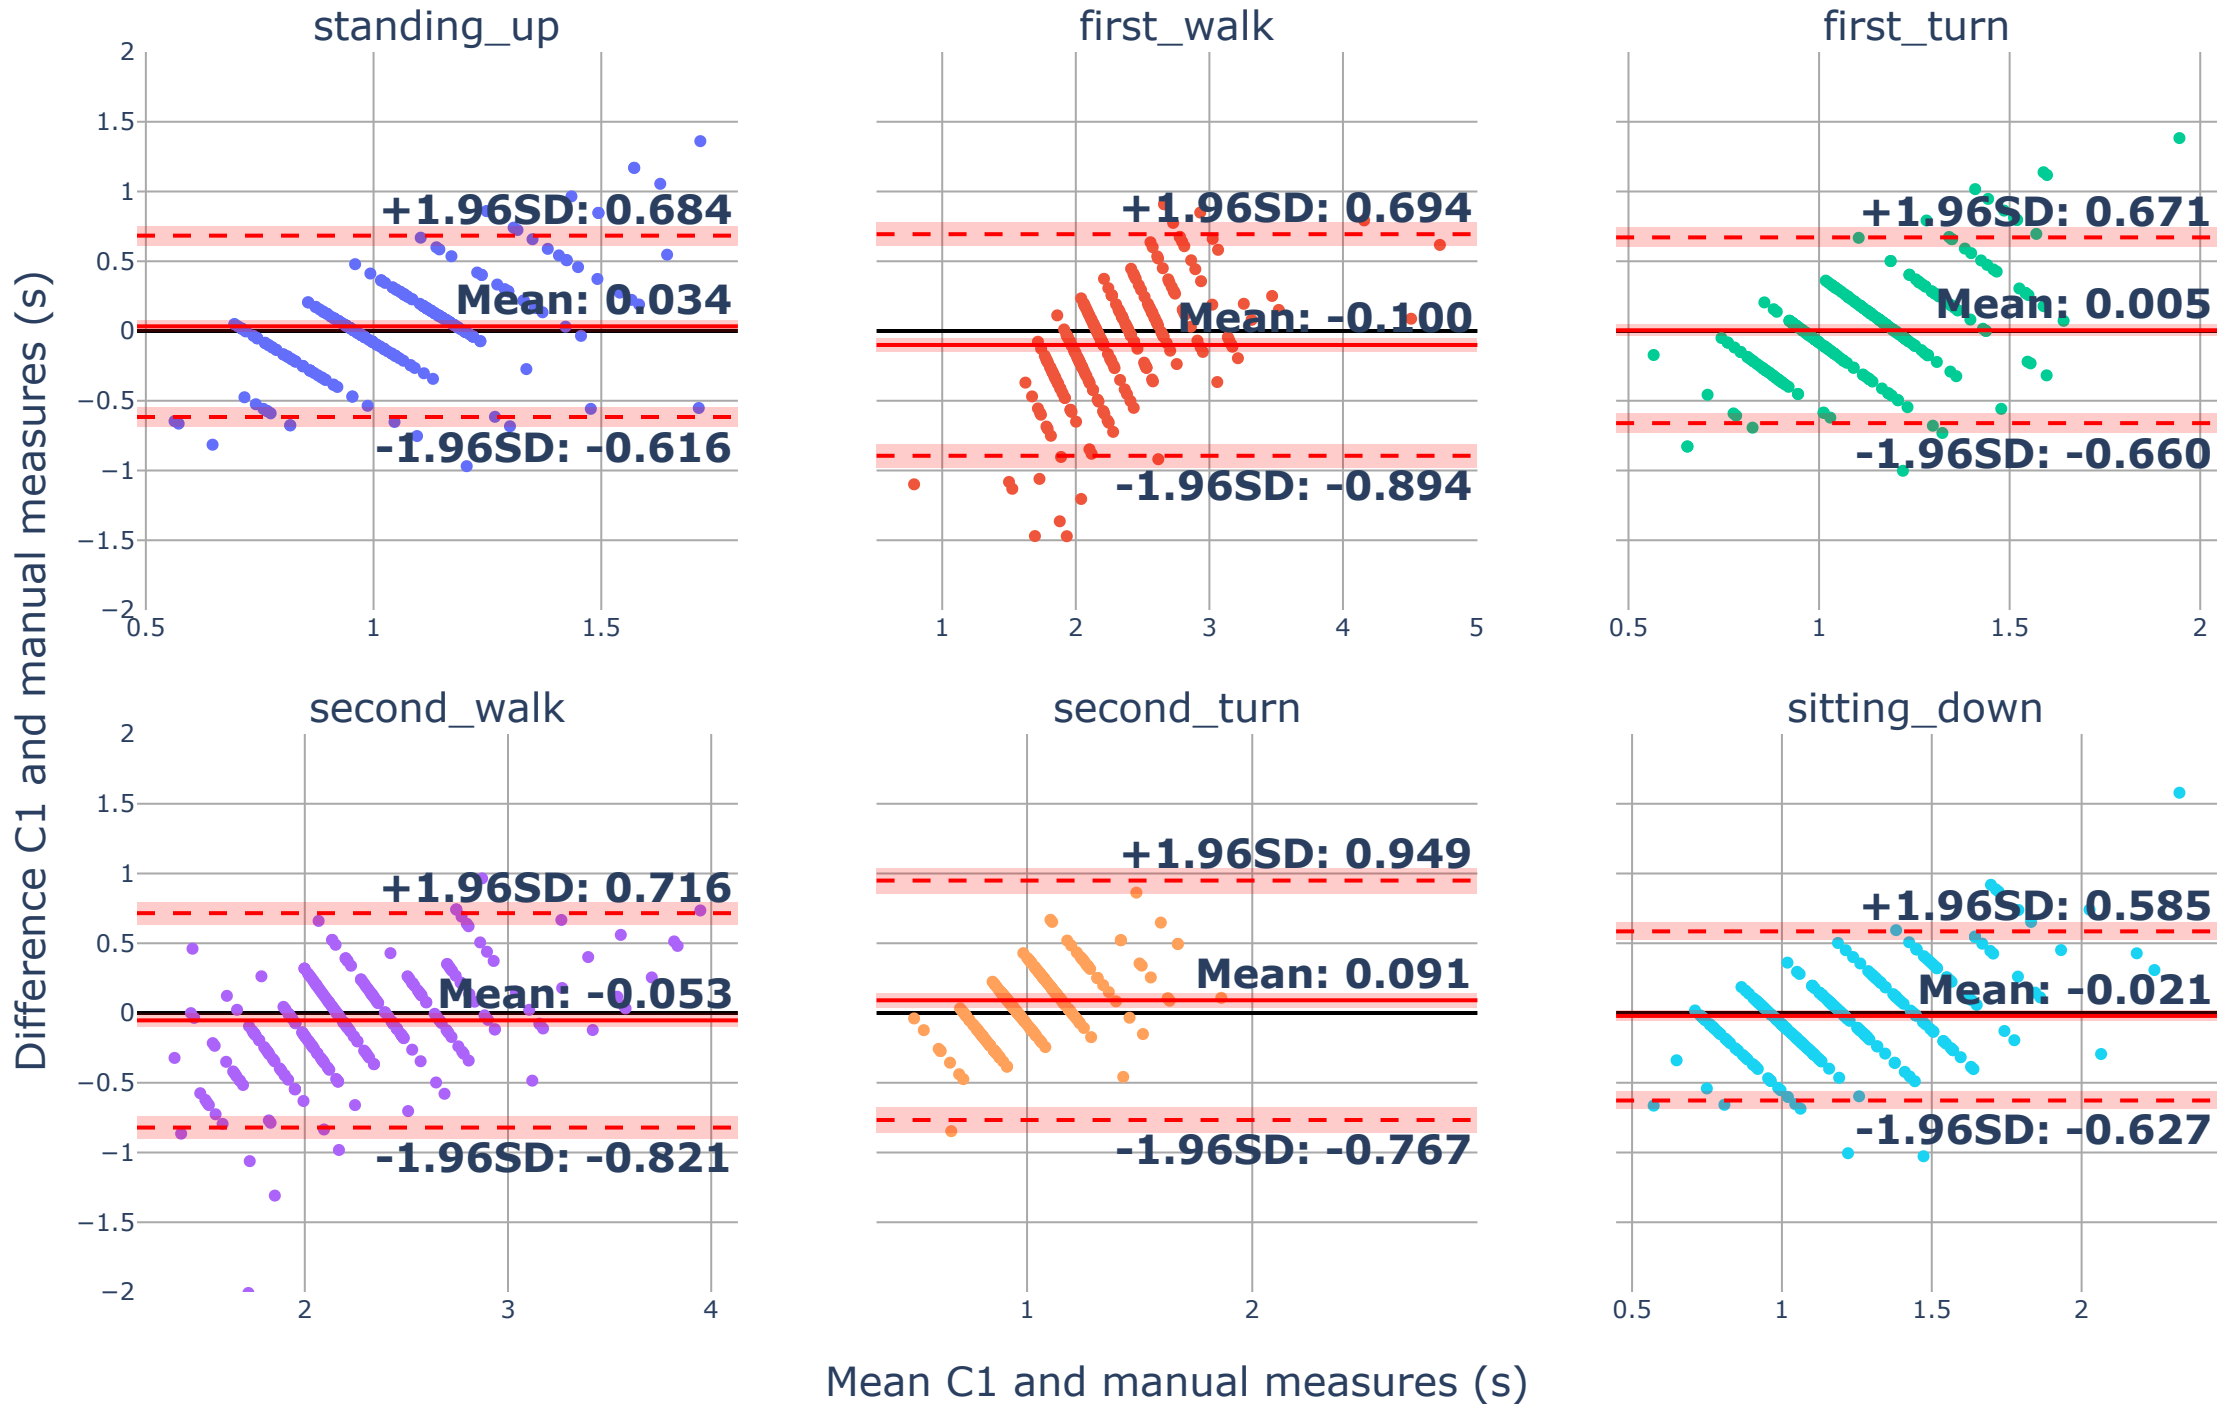 standing_up
first_walk
first_turn
2
1.5
1
0.5
0
−0.5
−1
−1.5
−2
+1.96SD: 0.684
Mean: 0.034
-1.96SD: -0.616
+1.96SD: 0.694
Mean: -0.100
-1.96SD: -0.894
+1.96SD: 0.671
Mean: 0.005
-1.96SD: -0.660
0.5 1 1.5
1 2 3 4 5
0.5 1 1.5 2
second_walk
second_turn
sitting_down
2
1.5
1
0.5
0
−0.5
−1
−1.5
−2
+1.96SD: 0.716
Mean: -0.053
-1.96SD: -0.821
+1.96SD: 0.949
Mean: 0.091
-1.96SD: -0.767
+1.96SD: 0.585
Mean: -0.021
-1.96SD: -0.627
2 3 4
1 2
0.5 1 1.5 2
Difference C1 and manual measures (s)
Mean C1 and manual measures (s)